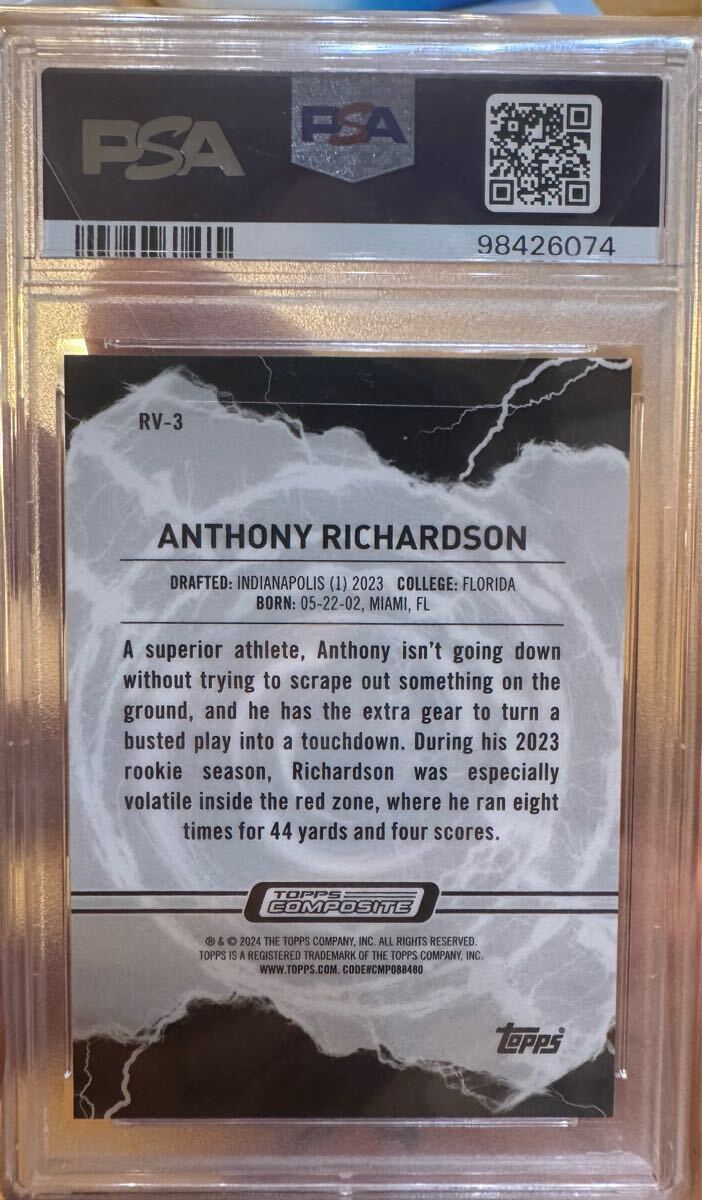 PSA
PSA
98426074
RV-3
ANTHONY RICHARDSON
DRAFTED: INDIANAPOLIS (1) 2023 COLLEGE: FLORIDA
BORN: 05-22-02, MIAMI, FL
A superior athlete, Anthony isn't going down
without trying to scrape out something on the
ground, and he has the extra gear to turn a
busted play into a touchdown. During his 2023
rookie season, Richardson was especially
volatile inside the red zone, where he ran eight
times for 44 yards and four scores.
TOPPS
COMPOSITE
® & © 2024 THE TOPPS COMPANY, INC. ALL RIGHTS RESERVED.
TOPPS IS A REGISTERED TRADEMARK OF THE TOPPS COMPANY, INC.
WWW.TOPPS.COM. CODE#CMP088480
topps®